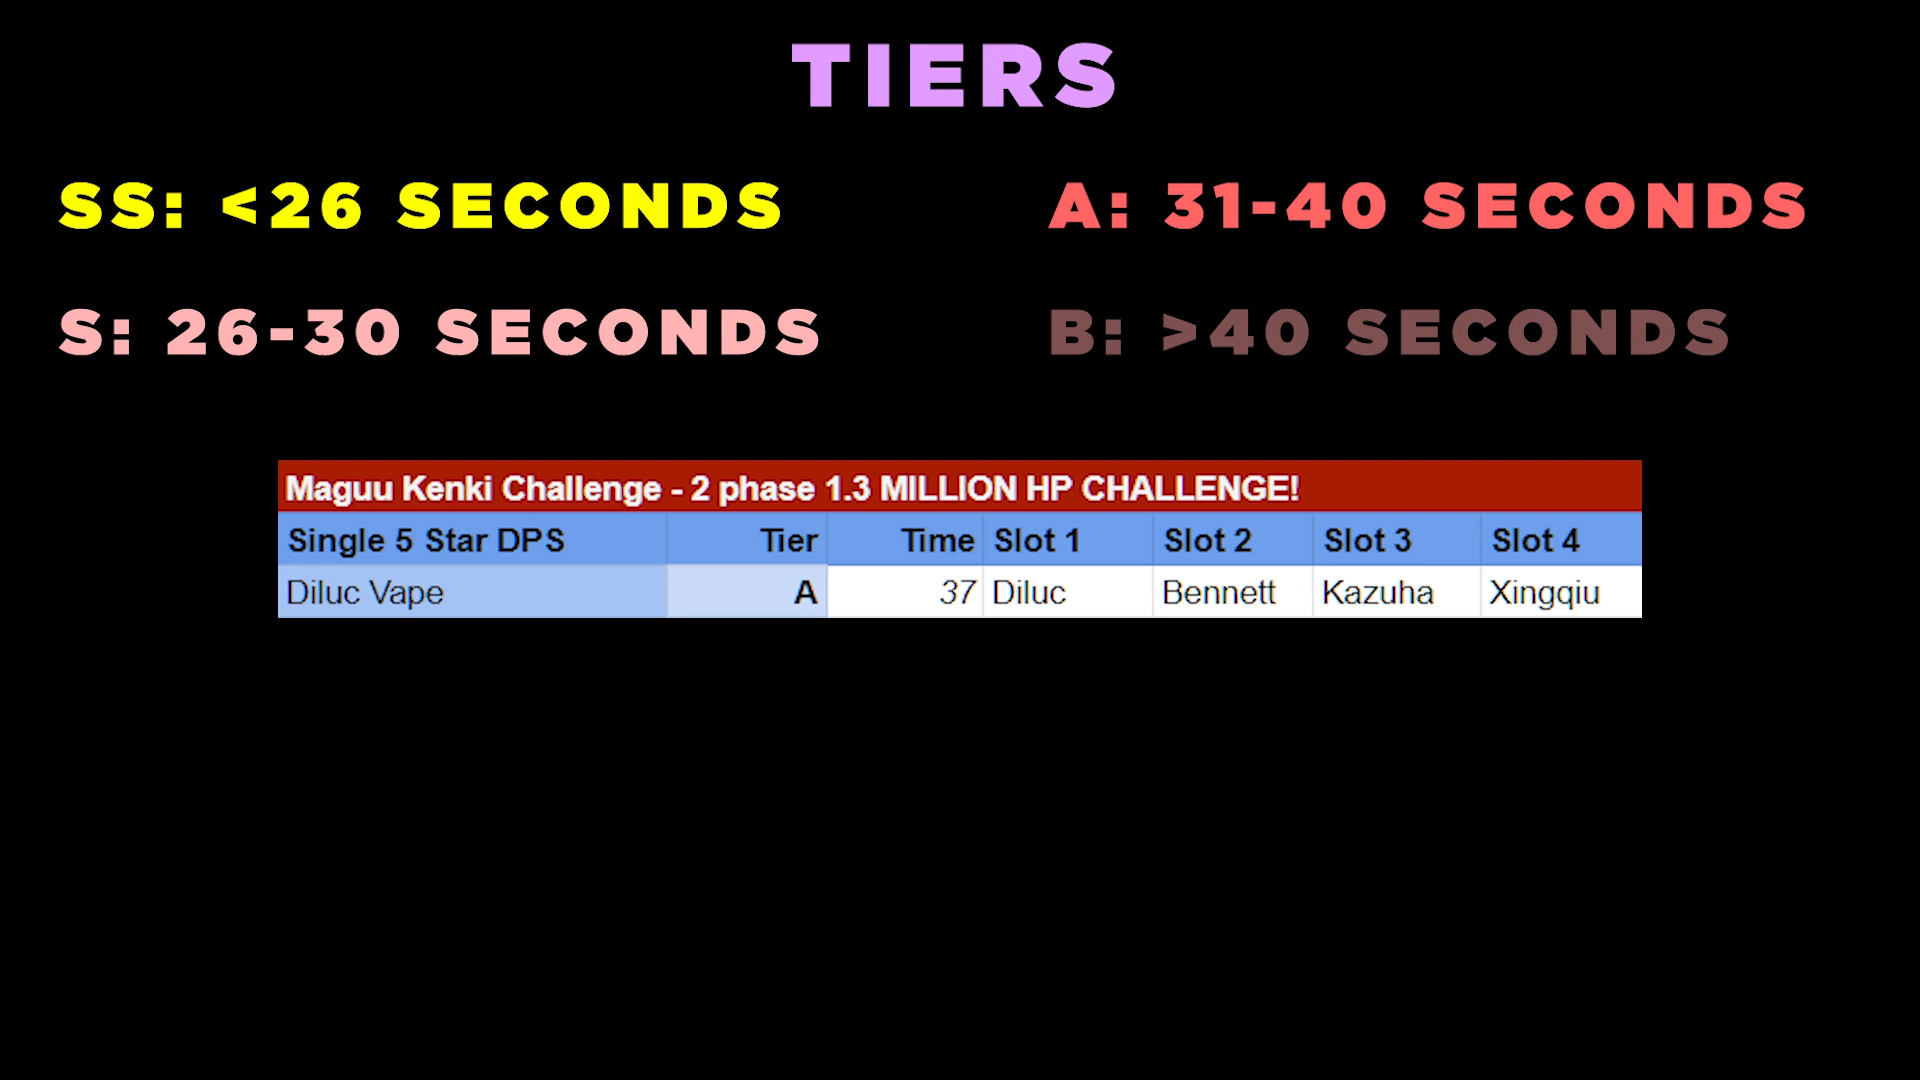 TIERS
SS: <26 SECONDS
A: 31-40 SECONDS
S: 26-30 SECONDS
B: >40 SECONDS
Maguu Kenki Challenge - 2 phase 1.3 MILLION HP CHALLENGE!
Single 5 Star DPS Tier Time Slot 1 Slot 2 Slot 3 Slot 4
Diluc Vape A 37 Diluc Bennett Kazuha Xingqiu